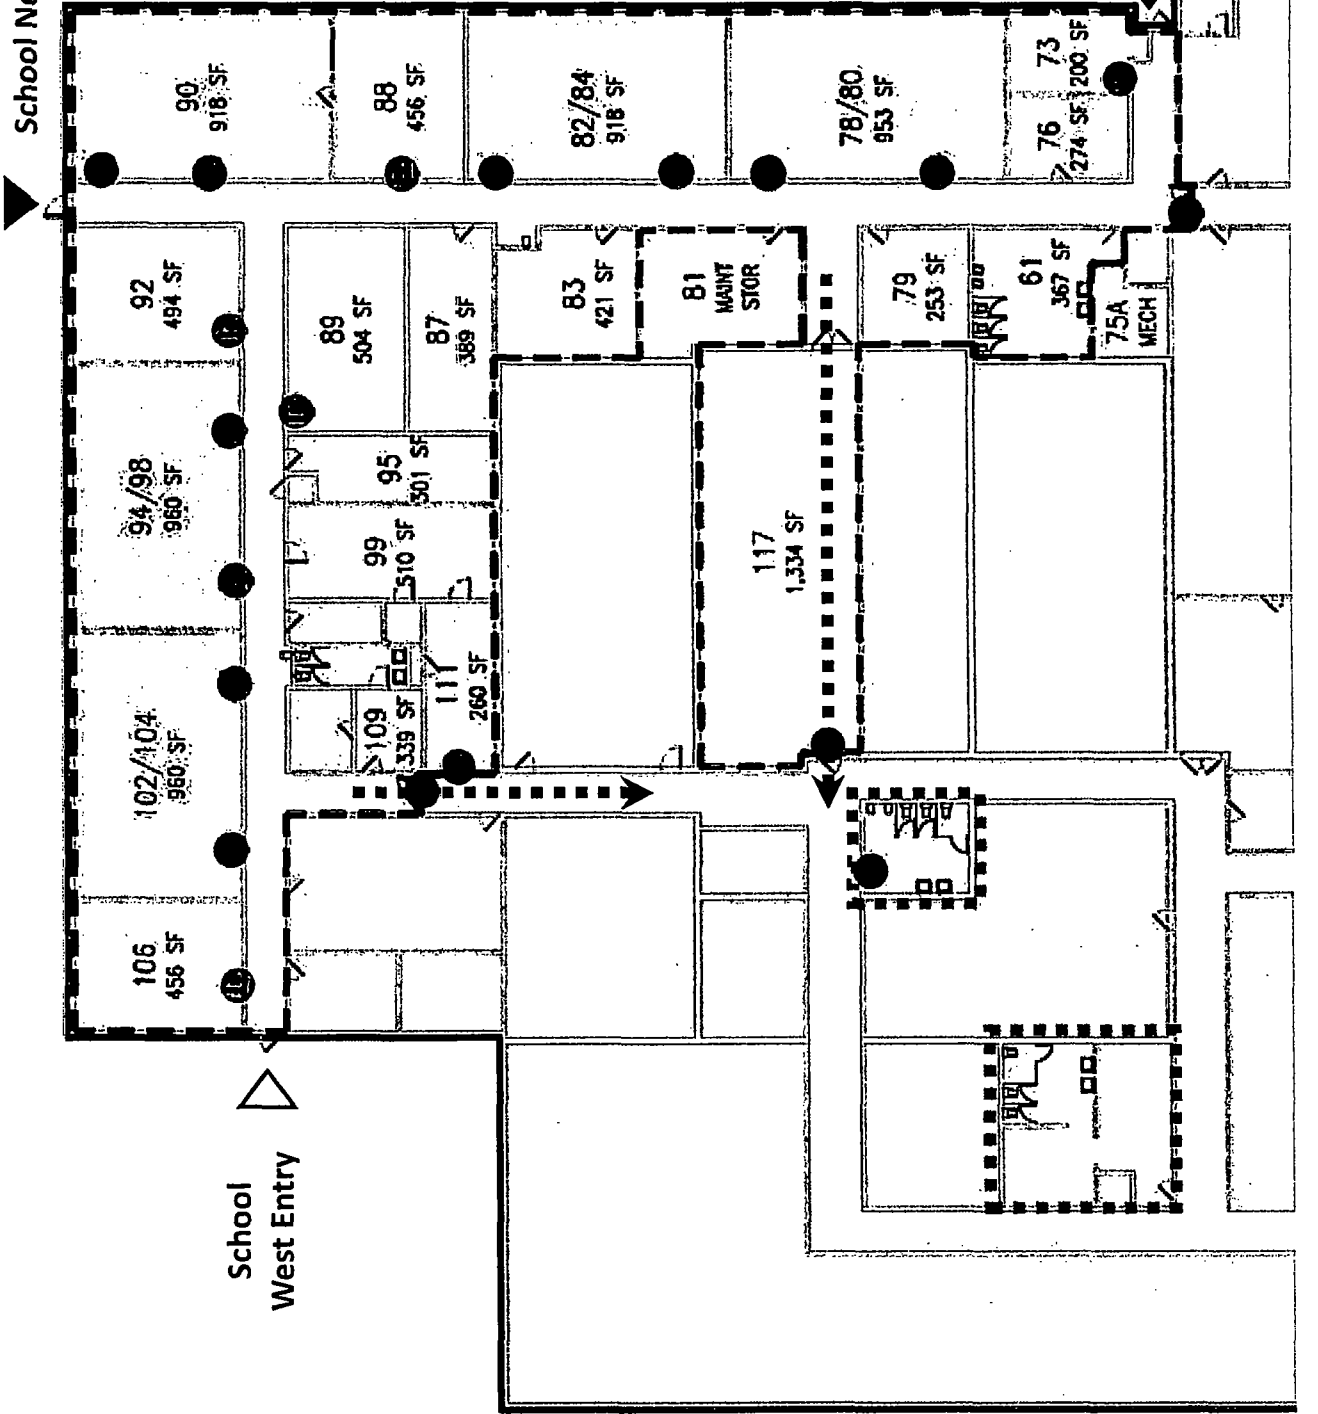 School Ne
106
456 SF
102/104
960 SF
94/98
960 SF
92
494 SF
90
918 SF
88
456 SF
82/84
918 SF
78/80
953 SF
76
274 SF
73
200 SF
School
West Entry
89
504 SF
87
389 SF
95
301 SF
99
510 SF
109
339 SF
111
260 SF
83
421 SF
81
MAINT
STOR
79
253 SF
61
367 SF
75A
MECH
117
1,334 SF